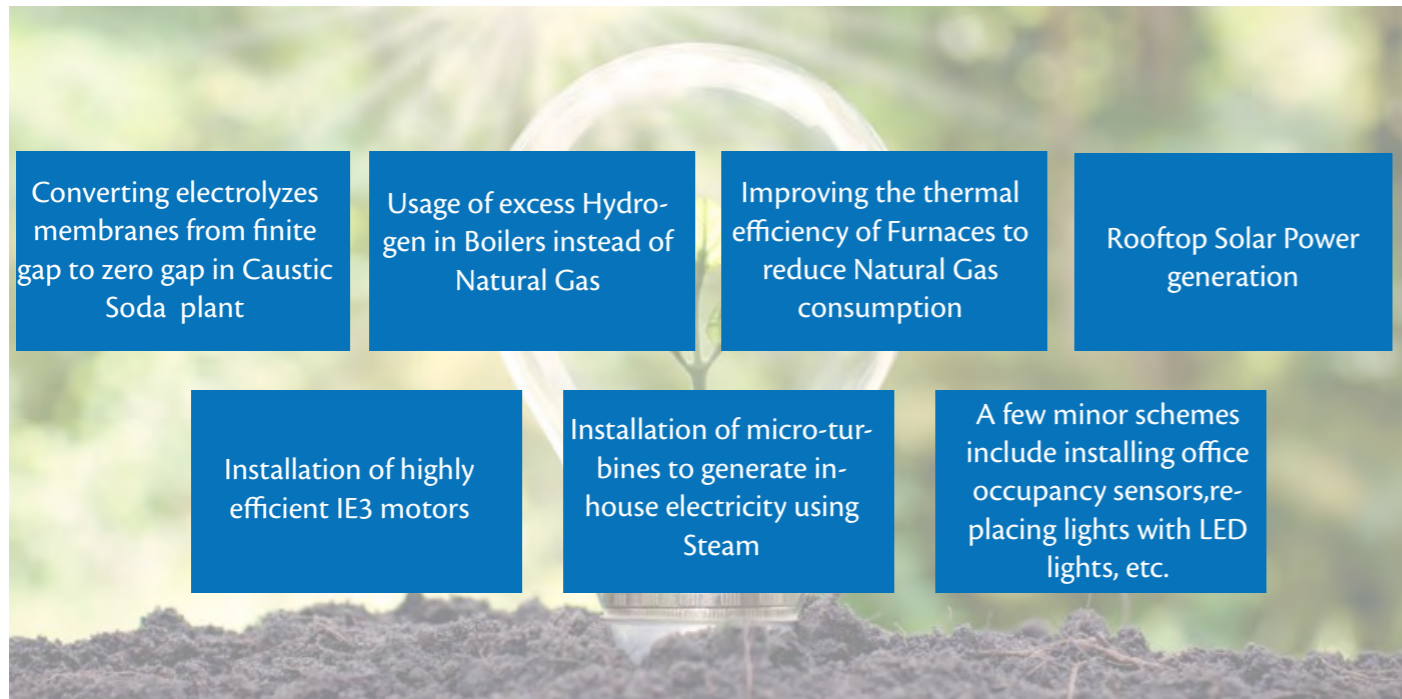 Converting electrolyzes
membranes from finite
gap to zero gap in Caustic
Soda plant
Usage of excess Hydro-
gen in Boilers instead of
Natural Gas
Improving the thermal
efficiency of Furnaces to
reduce Natural Gas
consumption
Rooftop Solar Power
generation
Installation of highly
efficient IE3 motors
Installation of micro-tur-
bines to generate in-
house electricity using
Steam
A few minor schemes
include installing office
occupancy sensors,re-
placing lights with LED
lights, etc.